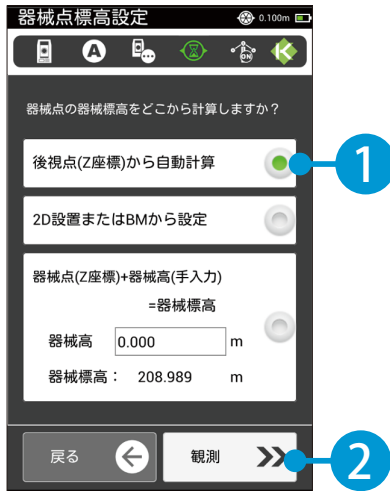 器械点標高設定
0.100m
A
ON
K
器械点の器械標高をどこから計算しますか？
後視点(Z座標)から自動計算
1
2D設置またはBMから設定
器械点(Z座標)+器械高(手入力)
=器械標高
器械高 0.000 m
器械標高： 208.989 m
戻る 観測
2